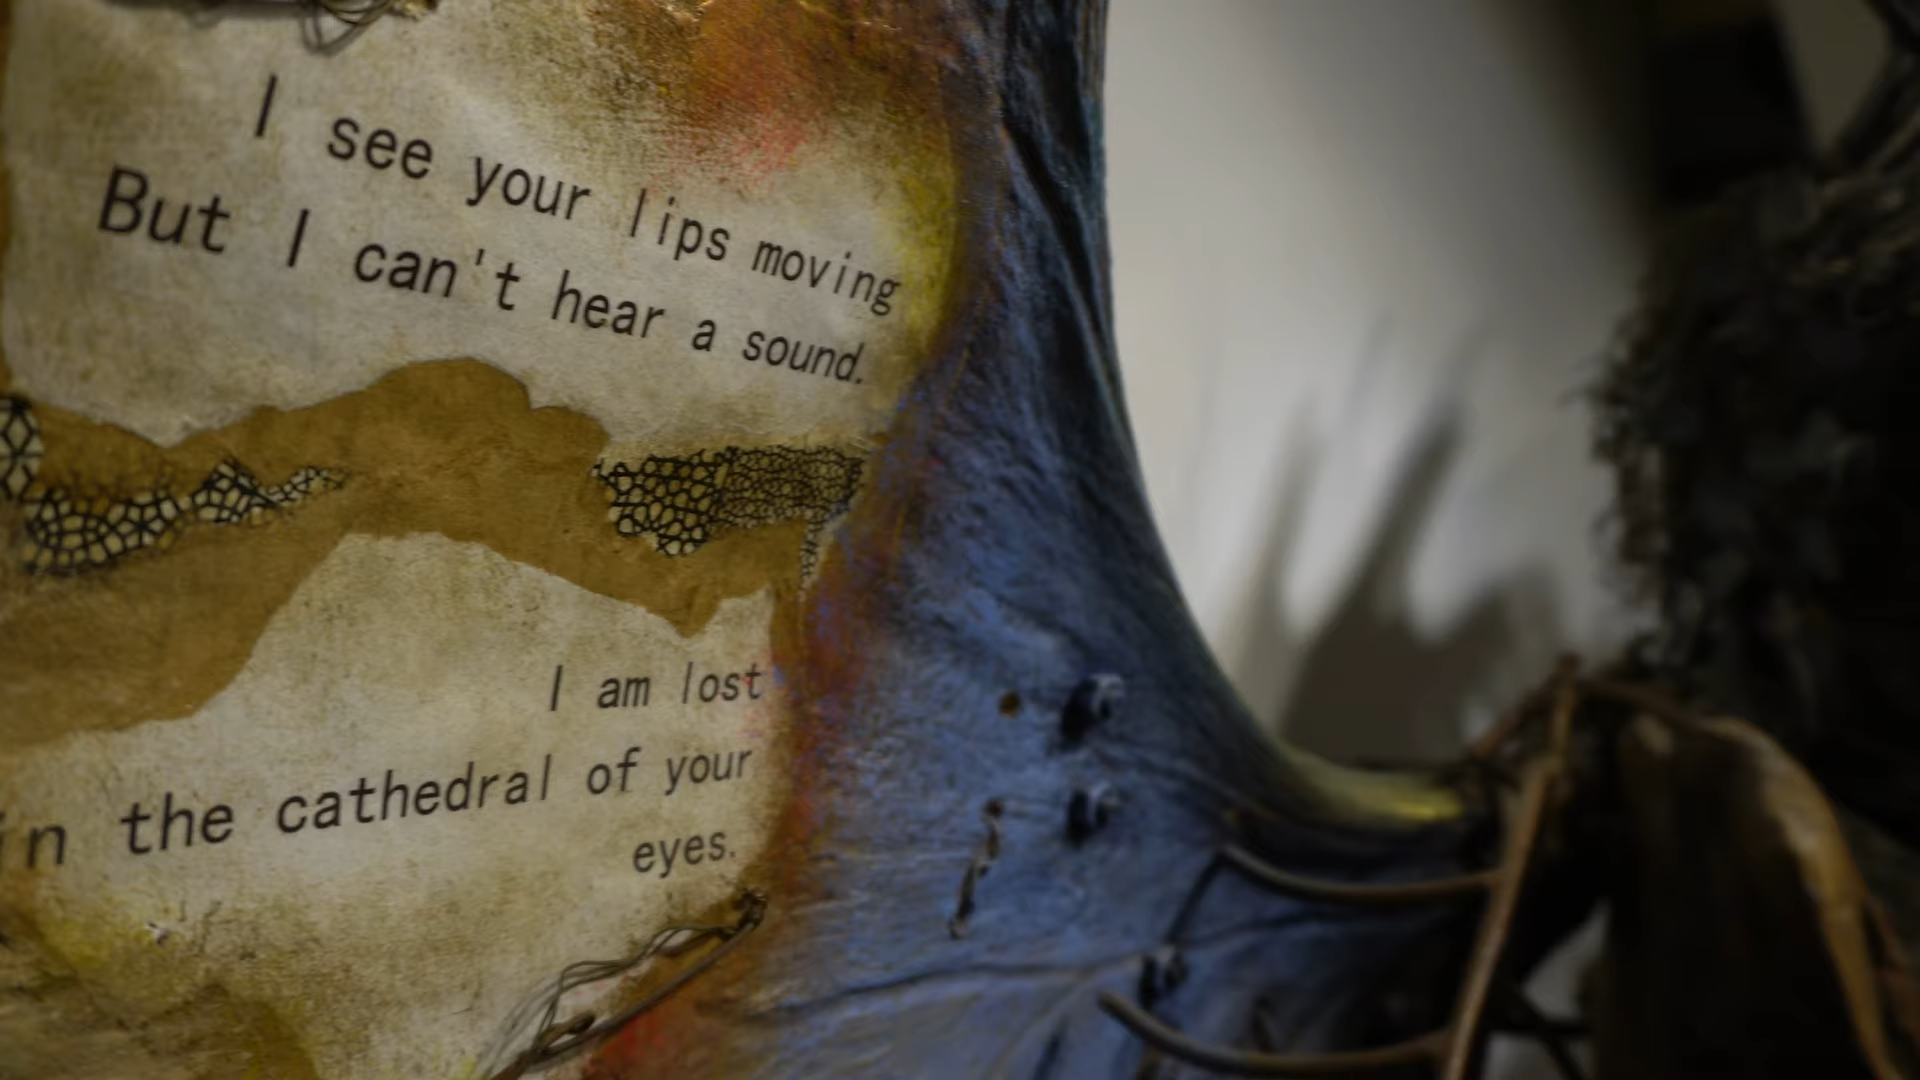 I see your lips moving
But I can't hear a sound.
I am lost
in the cathedral of your
eyes.